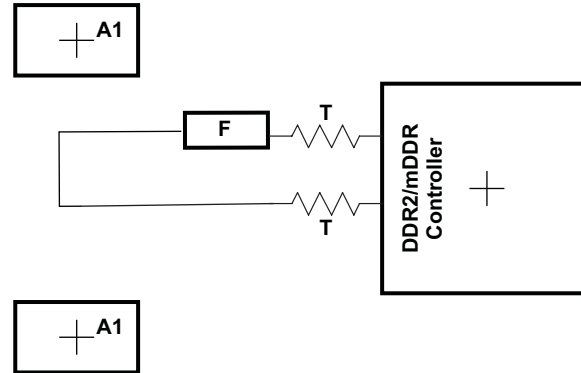 A1
F
T
T
DDR2/mDDR
Controller
A1